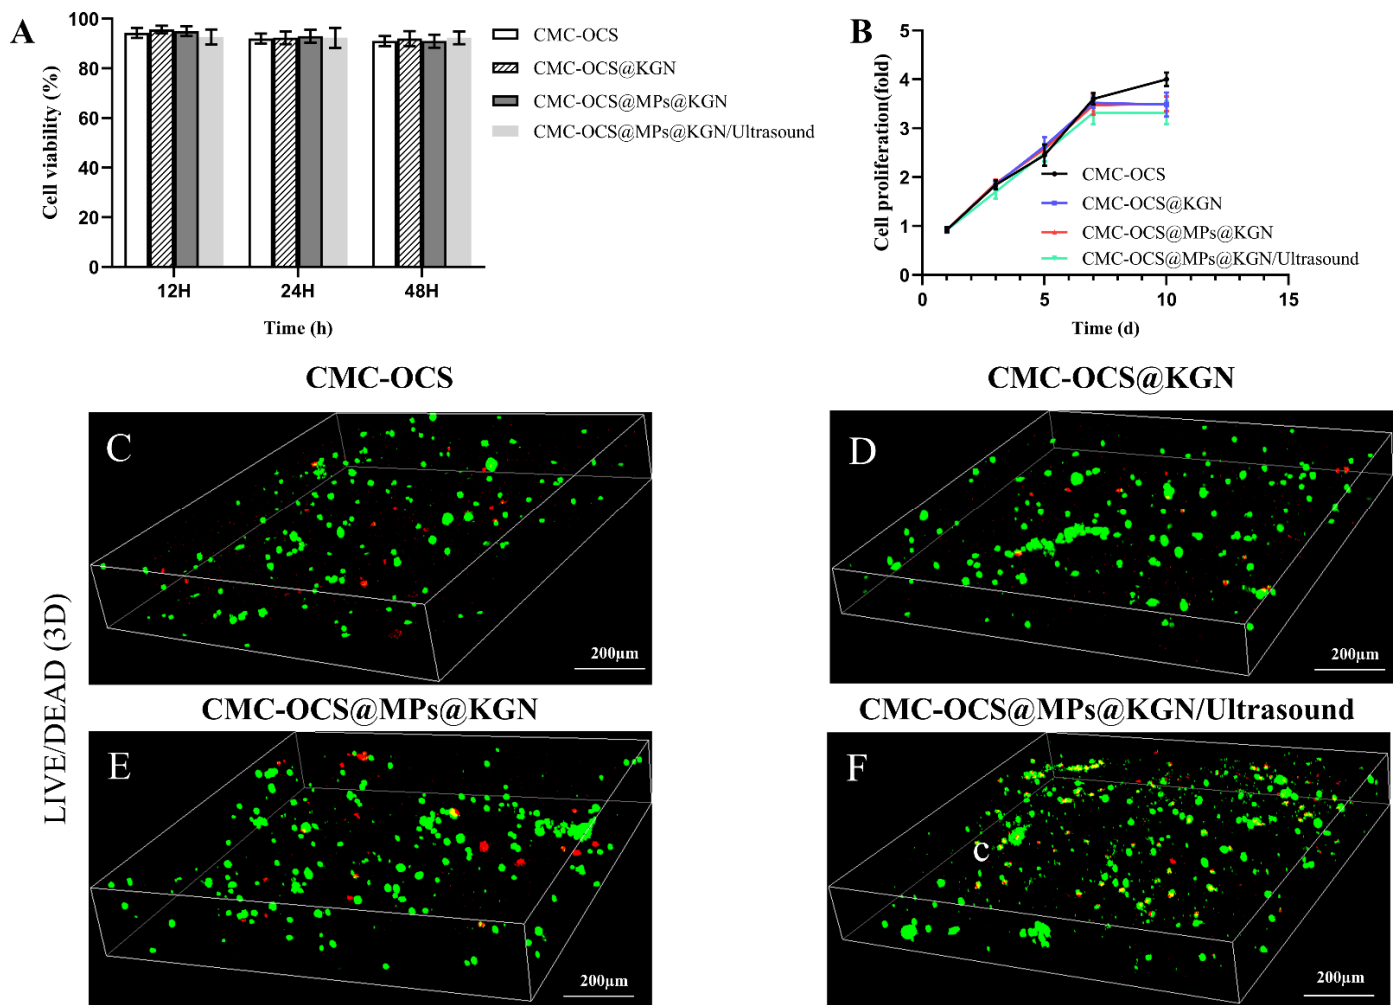 A
Cell viability (%)
100
80
60
40
20
0
12H 24H 48H
Time (h)
CMC-OCS
CMC-OCS@KGN
CMC-OCS@MPs@KGN
CMC-OCS@MPs@KGN/Ultrasound
B
Cell proliferation(fold)
5
4
3
2
1
0
0 5 10 15
Time (d)
CMC-OCS
CMC-OCS@KGN
CMC-OCS@MPs@KGN
CMC-OCS@MPs@KGN/Ultrasound
LIVE/DEAD (3D)
CMC-OCS
C
200μm
CMC-OCS@KGN
D
200μm
CMC-OCS@MPs@KGN
E
200μm
CMC-OCS@MPs@KGN/Ultrasound
F
c
200μm